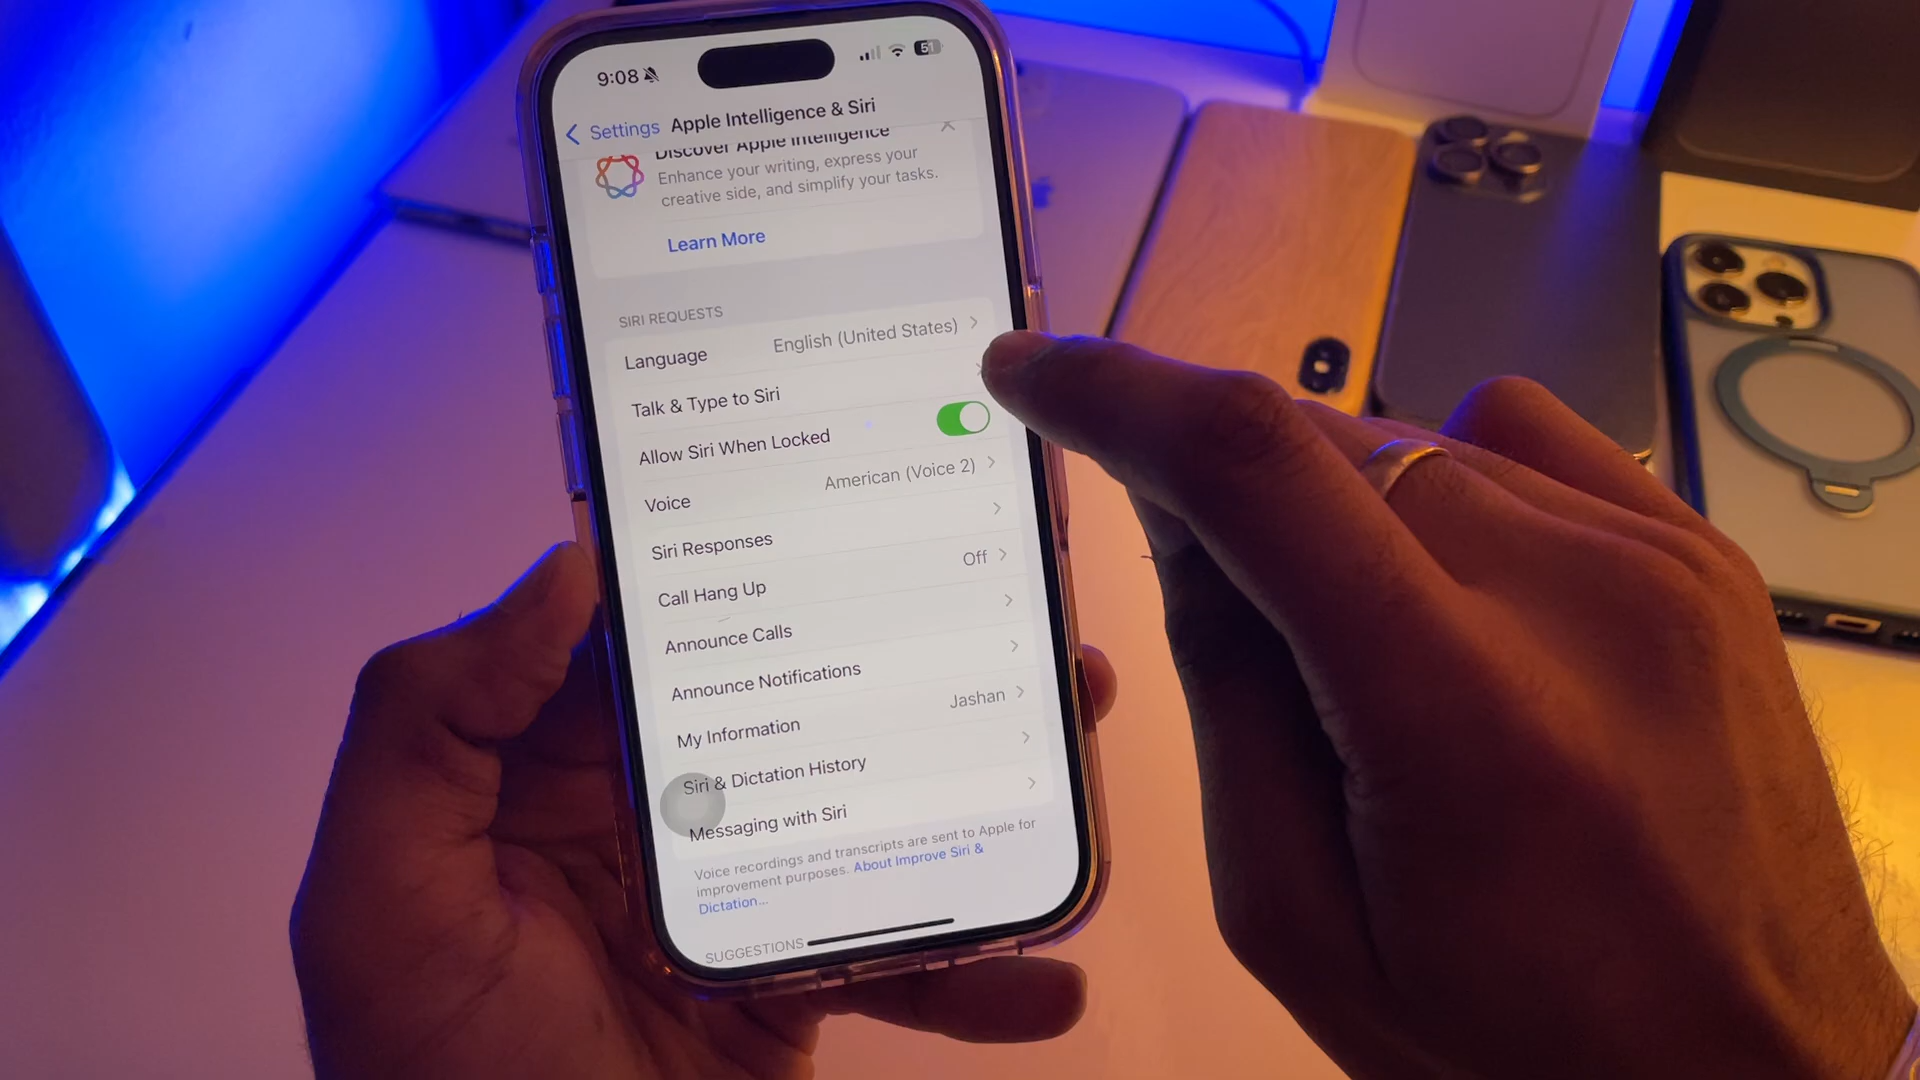 9:08
51
Settings
Apple Intelligence & Siri
Discover Apple Intelligence
Enhance your writing, express your
creative side, and simplify your tasks.
Learn More
SIRI REQUESTS
Language English (United States)
Talk & Type to Siri
Allow Siri When Locked
Voice American (Voice 2)
Siri Responses
Call Hang Up Off
Announce Calls
Announce Notifications
My Information Jashan
Siri & Dictation History
Messaging with Siri
Voice recordings and transcripts are sent to Apple for
improvement purposes. About Improve Siri &
Dictation...
SUGGESTIONS